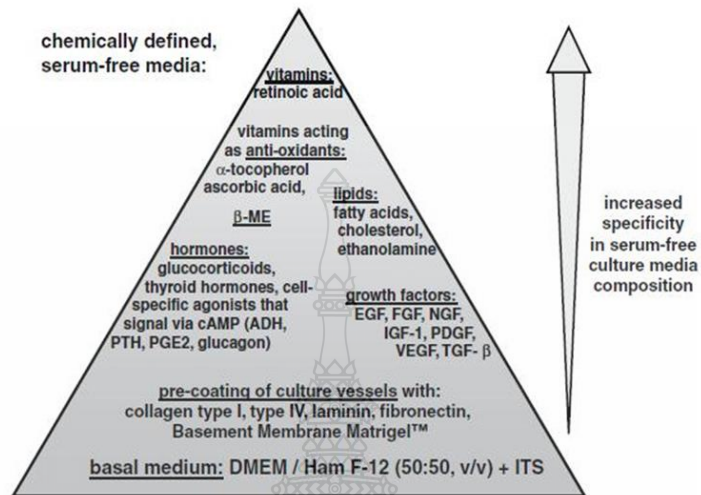 chemically defined,
serum-free media:
vitamins:
retinoic acid
vitamins acting
as anti-oxidants:
α-tocopherol
ascorbic acid,
β-ME
lipids:
fatty acids,
cholesterol,
ethanolamine
hormones:
glucocorticoids,
thyroid hormones, cell-
specific agonists that
signal via cAMP (ADH,
PTH, PGE2, glucagon)
growth factors:
EGF, FGF, NGF,
IGF-1, PDGF,
VEGF, TGF- β
pre-coating of culture vessels with:
collagen type I, type IV, laminin, fibronectin,
Basement Membrane Matrigel™
basal medium: DMEM / Ham F-12 (50:50, v/v) + ITS
increased
specificity
in serum-free
culture media
composition